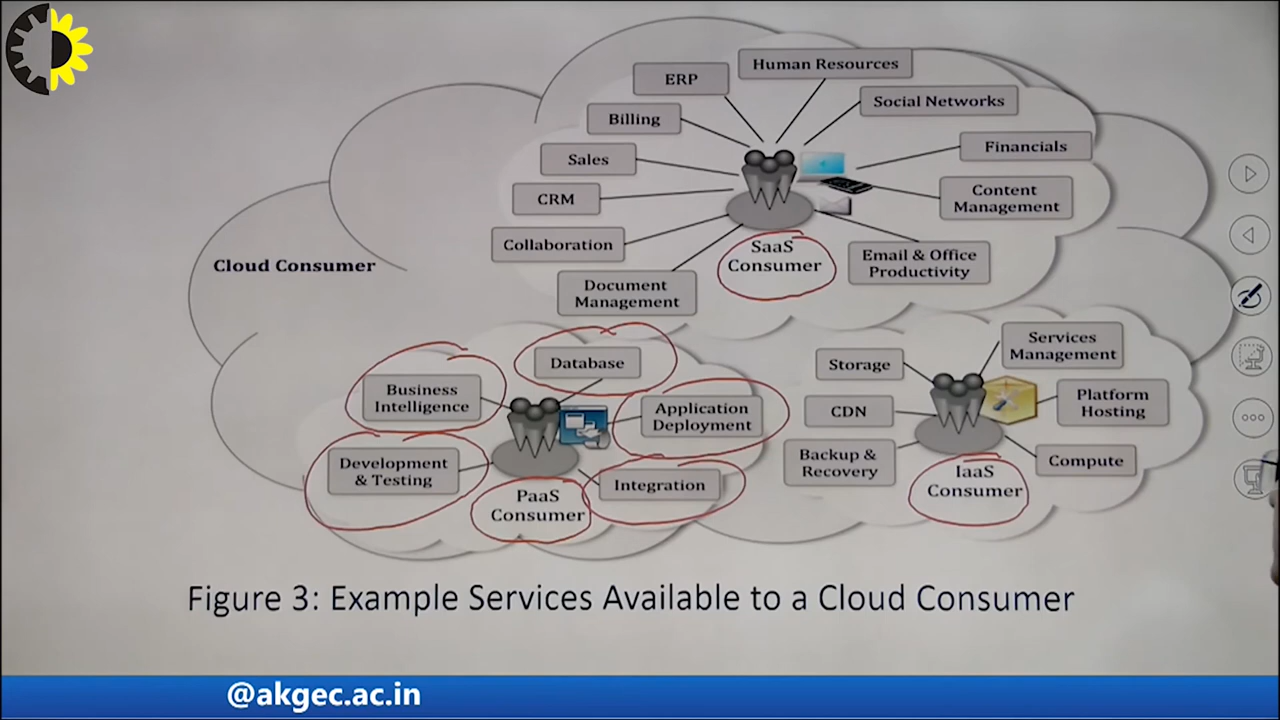 Human Resources
ERP
Social Networks
Billing
Financials
Sales
Content
Management
CRM
Collaboration
SaaS
Consumer
Email & Office
Productivity
Document
Management
Cloud Consumer
Database
Business
Intelligence
Application
Deployment
Development
& Testing
Integration
PaaS
Consumer
Services
Management
Storage
Platform
Hosting
CDN
Backup &
Recovery
Compute
IaaS
Consumer
Figure 3: Example Services Available to a Cloud Consumer
@akgec.ac.in